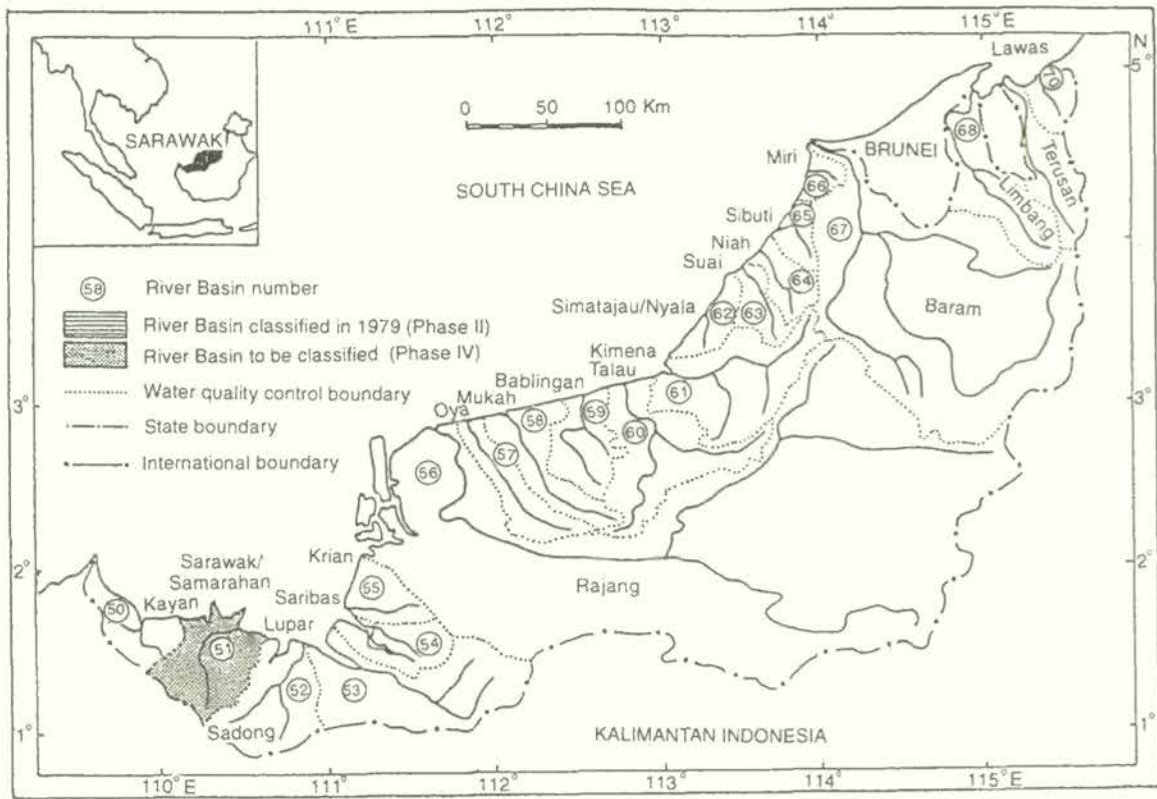 111°E
112°
113°
114°
115°E
N
5°
Lawas
70
68
BRUNEI
Terusan
Limbang
SARAWAK
0 50 100 Km
SOUTH CHINA SEA
Miri
66
Sibuti
65
67
Niah
Suai
64
Baram
Simatajau/Nyala
62
63
58 River Basin number
River Basin classified in 1979 (Phase II)
River Basin to be classified (Phase IV)
Water quality control boundary
State boundary
International boundary
Kimena
Talau
61
Bablingan
Mukah
Oya
59
58
60
57
56
3°
3°
2°
2°
Krian
Rajang
55
Sarawak/
Samarahan
Kayan
50
Saribas
Lupar
54
51
52
53
Sadong
KALIMANTAN INDONESIA
1°
1°
110°E
111°
112°
113°
114°
115°E